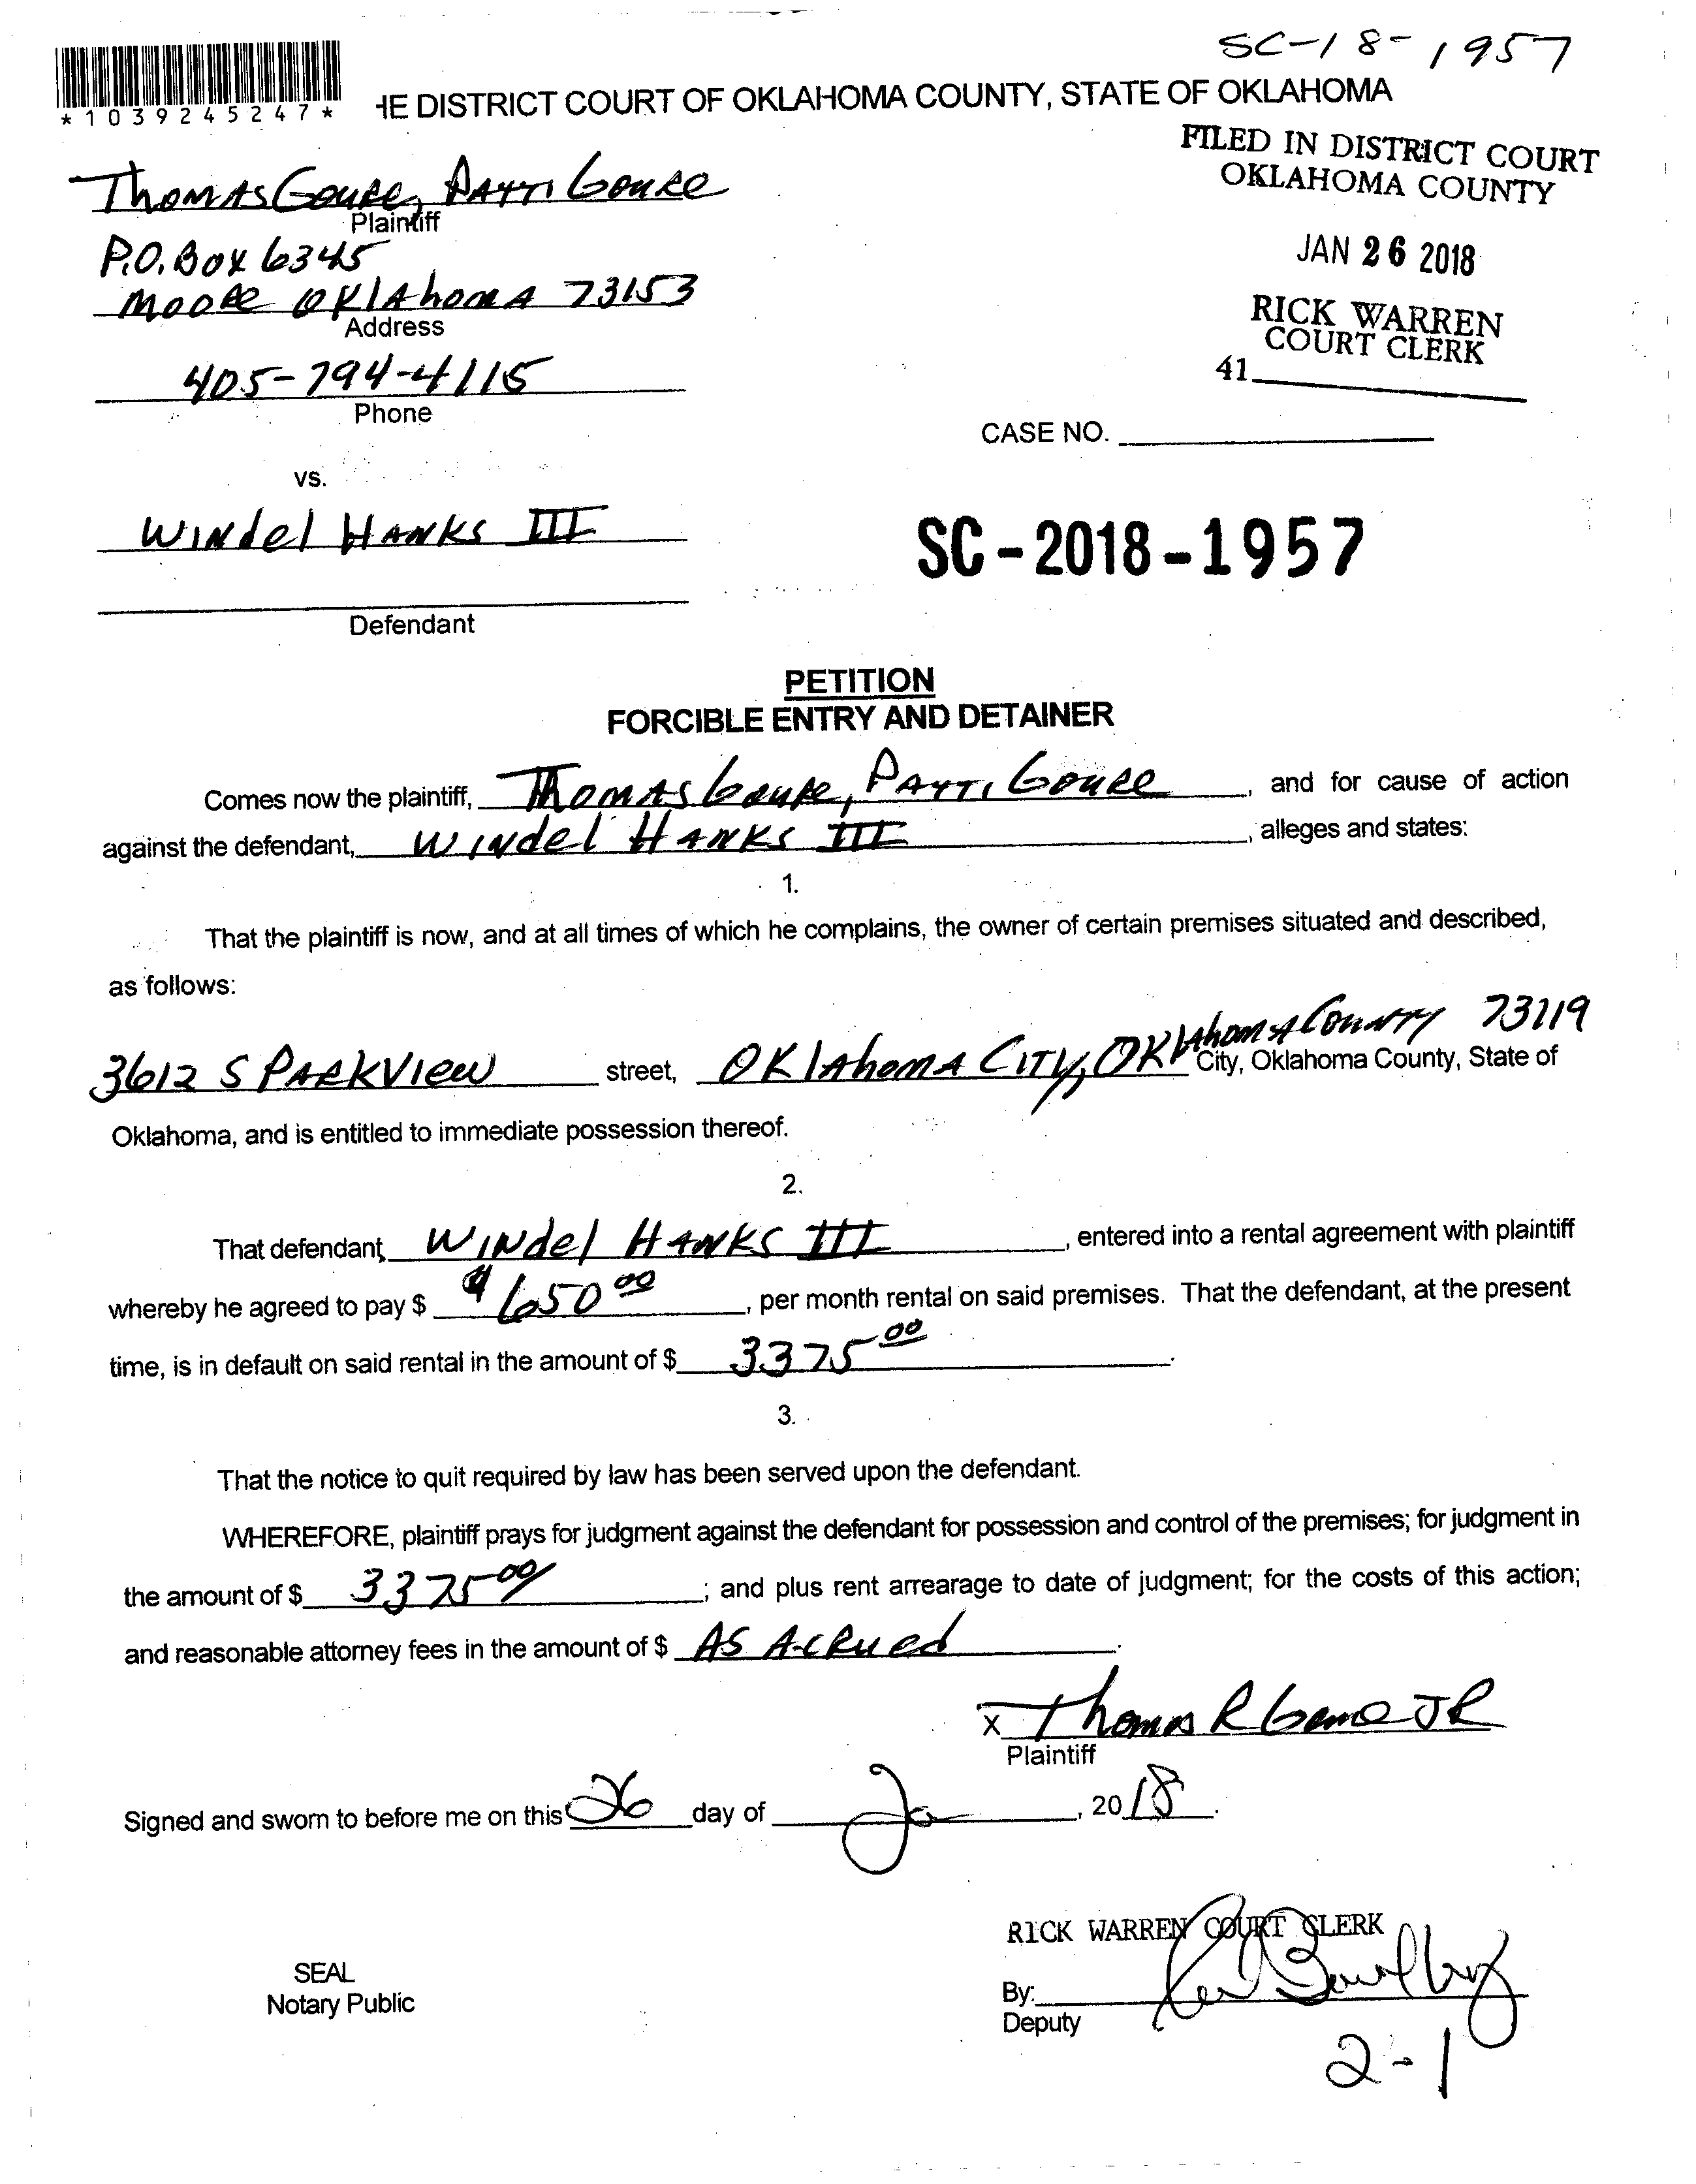 SC-18-1957
*1039245247*
HE DISTRICT COURT OF OKLAHOMA COUNTY, STATE OF OKLAHOMA
FILED IN DISTRICT COURT
OKLAHOMA COUNTY
JAN 26 2018
RICK WARREN
COURT CLERK
41
Thomas Goure, Patti Goure
Plaintiff
P.O. Box 6345
Moore Oklahoma 73153
Address
405-794-4115
Phone
CASE NO.
vs.
Windel Hanks III
SC-2018-1957
Defendant
PETITION
FORCIBLE ENTRY AND DETAINER
Comes now the plaintiff, Thomas Goure, Patti Goure, and for cause of action
against the defendant, Windel Hanks III, alleges and states:
1.
That the plaintiff is now, and at all times of which he complains, the owner of certain premises situated and described,
as follows:
3612 S Parkview street, Oklahoma City, Oklahoma County 73119 City, Oklahoma County, State of
Oklahoma, and is entitled to immediate possession thereof.
2.
That defendant, Windel Hanks III, entered into a rental agreement with plaintiff
whereby he agreed to pay $ $650.00, per month rental on said premises. That the defendant, at the present
time, is in default on said rental in the amount of $ 3375.00.
3.
That the notice to quit required by law has been served upon the defendant.
WHEREFORE, plaintiff prays for judgment against the defendant for possession and control of the premises; for judgment in
the amount of $ 3375.00; and plus rent arrearage to date of judgment; for the costs of this action;
and reasonable attorney fees in the amount of $ As Acrued.
X Thomas R Goure JR
Plaintiff
Signed and sworn to before me on this 26 day of Ja, 2018.
RICK WARREN COURT CLERK
SEAL
Notary Public
By:
Deputy
2-1